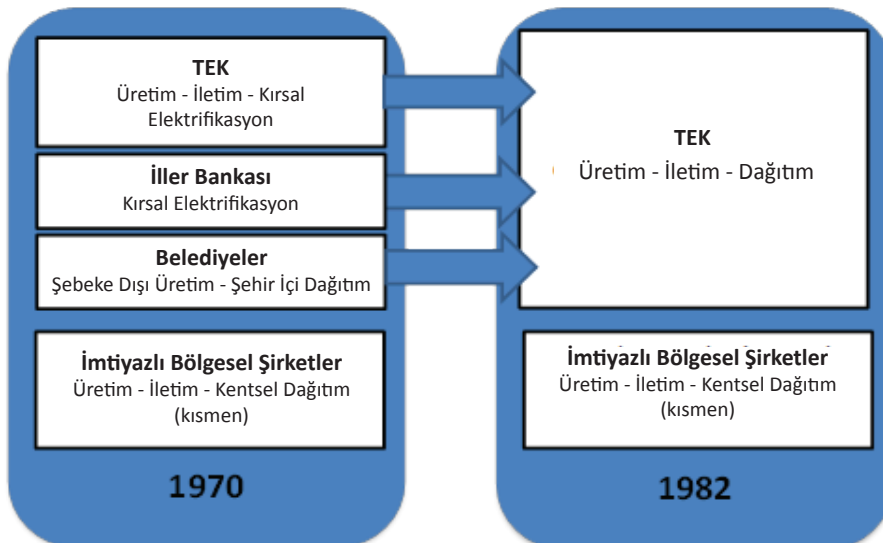 TEK
Üretim - İletim - Kırsal
Elektrifikasyon
İller Bankası
Kırsal Elektrifikasyon
Belediyeler
Şebeke Dışı Üretim - Şehir İçi Dağıtım
İmtiyazlı Bölgesel Şirketler
Üretim - İletim - Kentsel Dağıtım
(kısmen)
1970
TEK
Üretim - İletim - Dağıtım
İmtiyazlı Bölgesel Şirketler
Üretim - İletim - Kentsel Dağıtım
(kısmen)
1982